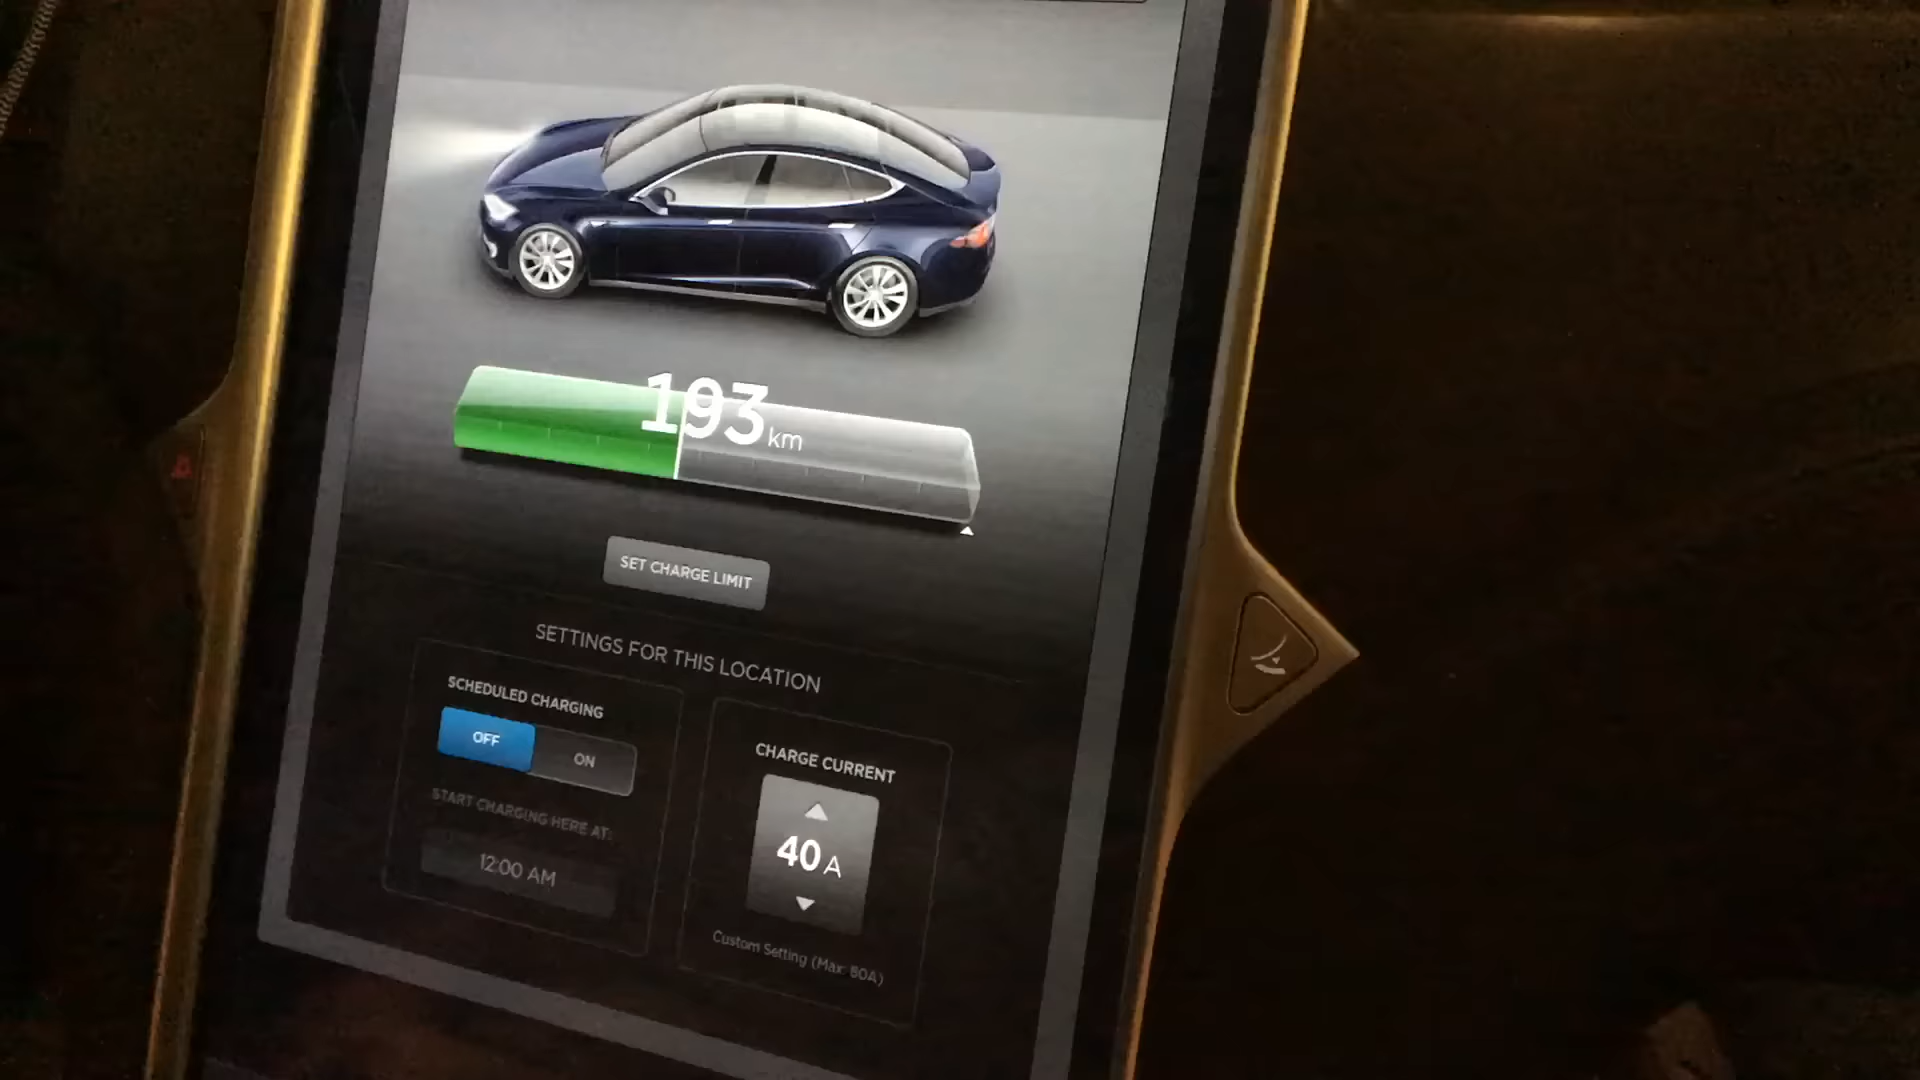 193 km
SET CHARGE LIMIT
SETTINGS FOR THIS LOCATION
SCHEDULED CHARGING
OFF
ON
START CHARGING HERE AT:
12:00 AM
CHARGE CURRENT
40 A
Custom Setting (Max: 80A)